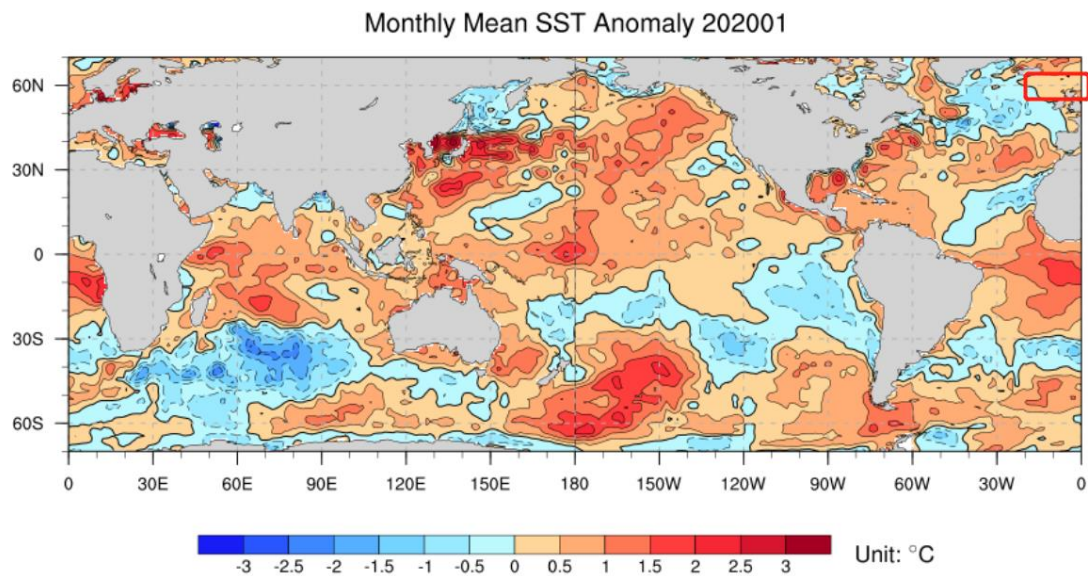 Monthly Mean SST Anomaly 202001
60N
30N
0
30S
60S
0 30E 60E 90E 120E 150E 180 150W 120W 90W 60W 30W 0
-3 -2.5 -2 -1.5 -1 -0.5 0 0.5 1 1.5 2 2.5 3
Unit: °C